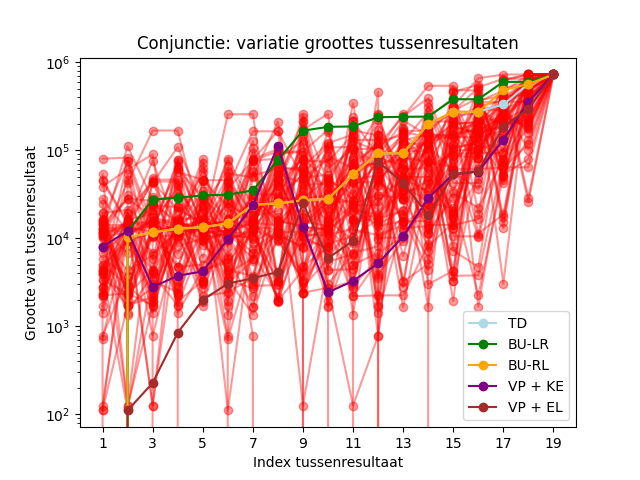 Conjunctie: variatie groottes tussenresultaten
Grootte van tussenresultaat
10^6
10^5
10^4
10^3
10^2
1 3 5 7 9 11 13 15 17 19
Index tussenresultaat
TD
BU-LR
BU-RL
VP + KE
VP + EL